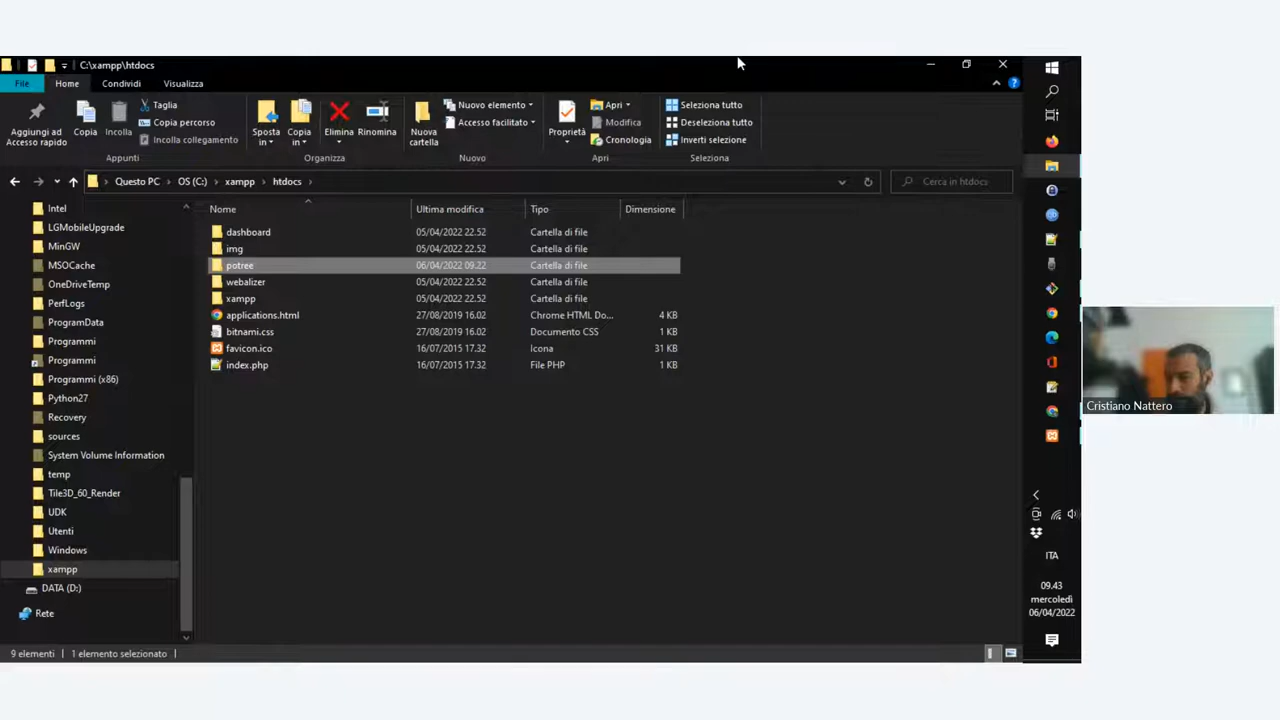 C:\xampp\htdocs
File Home Condividi Visualizza
Aggiungi ad Accesso rapido
Copia
Incolla
Taglia
Copia percorso
Incolla collegamento
Appunti
Sposta in
Copia in
Elimina
Rinomina
Organizza
Nuova cartella
Nuovo elemento
Accesso facilitato
Nuovo
Proprietà
Apri
Modifica
Cronologia
Apri
Seleziona tutto
Deseleziona tutto
Inverti selezione
Seleziona
Questo PC > OS (C:) > xampp > htdocs >
Cerca in htdocs
Intel
LGMobileUpgrade
MinGW
MSOCache
OneDriveTemp
PerfLogs
ProgramData
Programmi
Programmi
Programmi (x86)
Python27
Recovery
sources
System Volume Information
temp
Tile3D_60_Render
UDK
Utenti
Windows
xampp
DATA (D:)
Rete
Nome Ultima modifica Tipo Dimensione
dashboard 05/04/2022 22.52 Cartella di file
img 05/04/2022 22.52 Cartella di file
potree 06/04/2022 09.22 Cartella di file
webalizer 05/04/2022 22.52 Cartella di file
xampp 05/04/2022 22.52 Cartella di file
applications.html 27/08/2019 16.02 Chrome HTML Do... 4 KB
bitnami.css 27/08/2019 16.02 Documento CSS 1 KB
favicon.ico 16/07/2015 17.32 Icona 31 KB
index.php 16/07/2015 17.32 File PHP 1 KB
9 elementi 1 elemento selezionato
ITA
09.43
mercoledì
06/04/2022
Cristiano Nattero